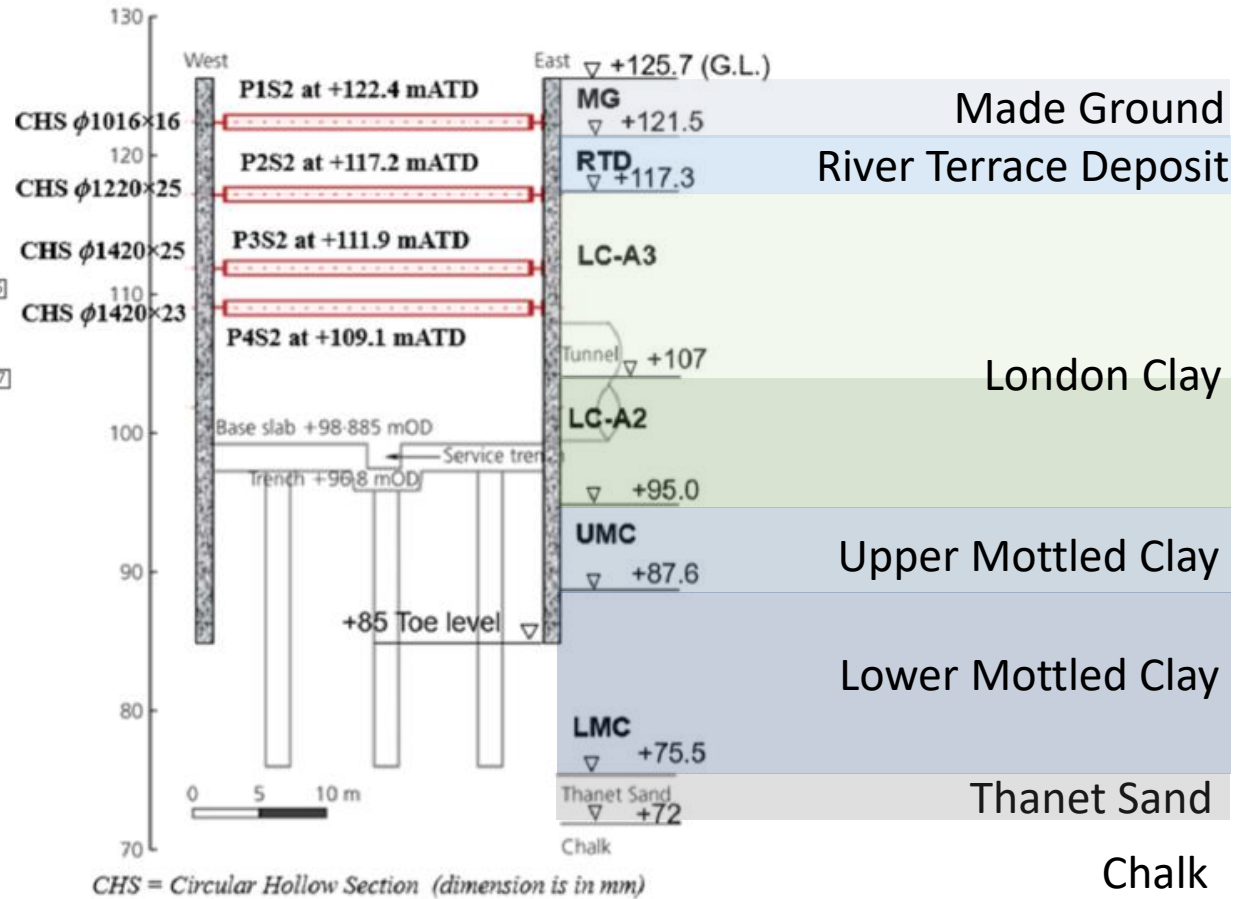 130
West
East
+125.7 (G.L.)
P1S2 at +122.4 mATD
MG
Made Ground
CHS ϕ1016×16
+121.5
120
P2S2 at +117.2 mATD
RTD
River Terrace Deposit
CHS ϕ1220×25
+117.3
P3S2 at +111.9 mATD
CHS ϕ1420×25
LC-A3
110
CHS ϕ1420×23
P4S2 at +109.1 mATD
Tunnel
+107
London Clay
7
LC-A2
100
Base slab +98·885 mOD
Service tren
Trench +96·8 mOD
+95.0
UMC
Upper Mottled Clay
90
+87.6
+85 Toe level
Lower Mottled Clay
80
LMC
+75.5
0 5 10 m
Thanet Sand
Thanet Sand
+72
70
Chalk
Chalk
CHS = Circular Hollow Section (dimension is in mm)